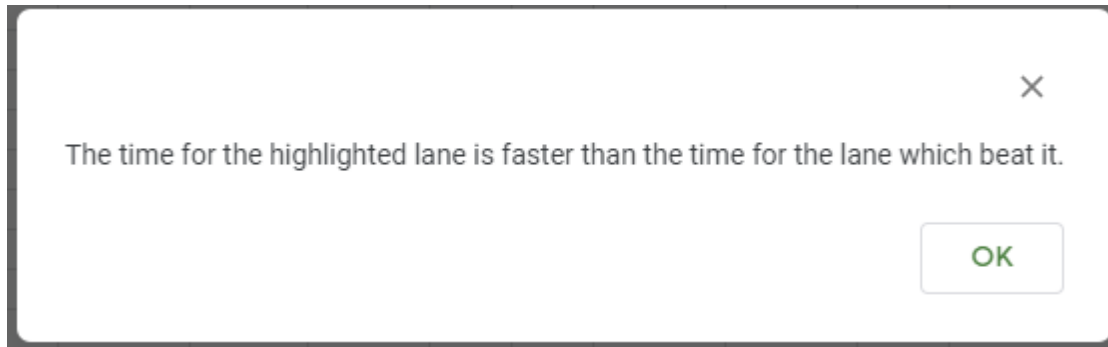 The time for the highlighted lane is faster than the time for the lane which beat it.
OK